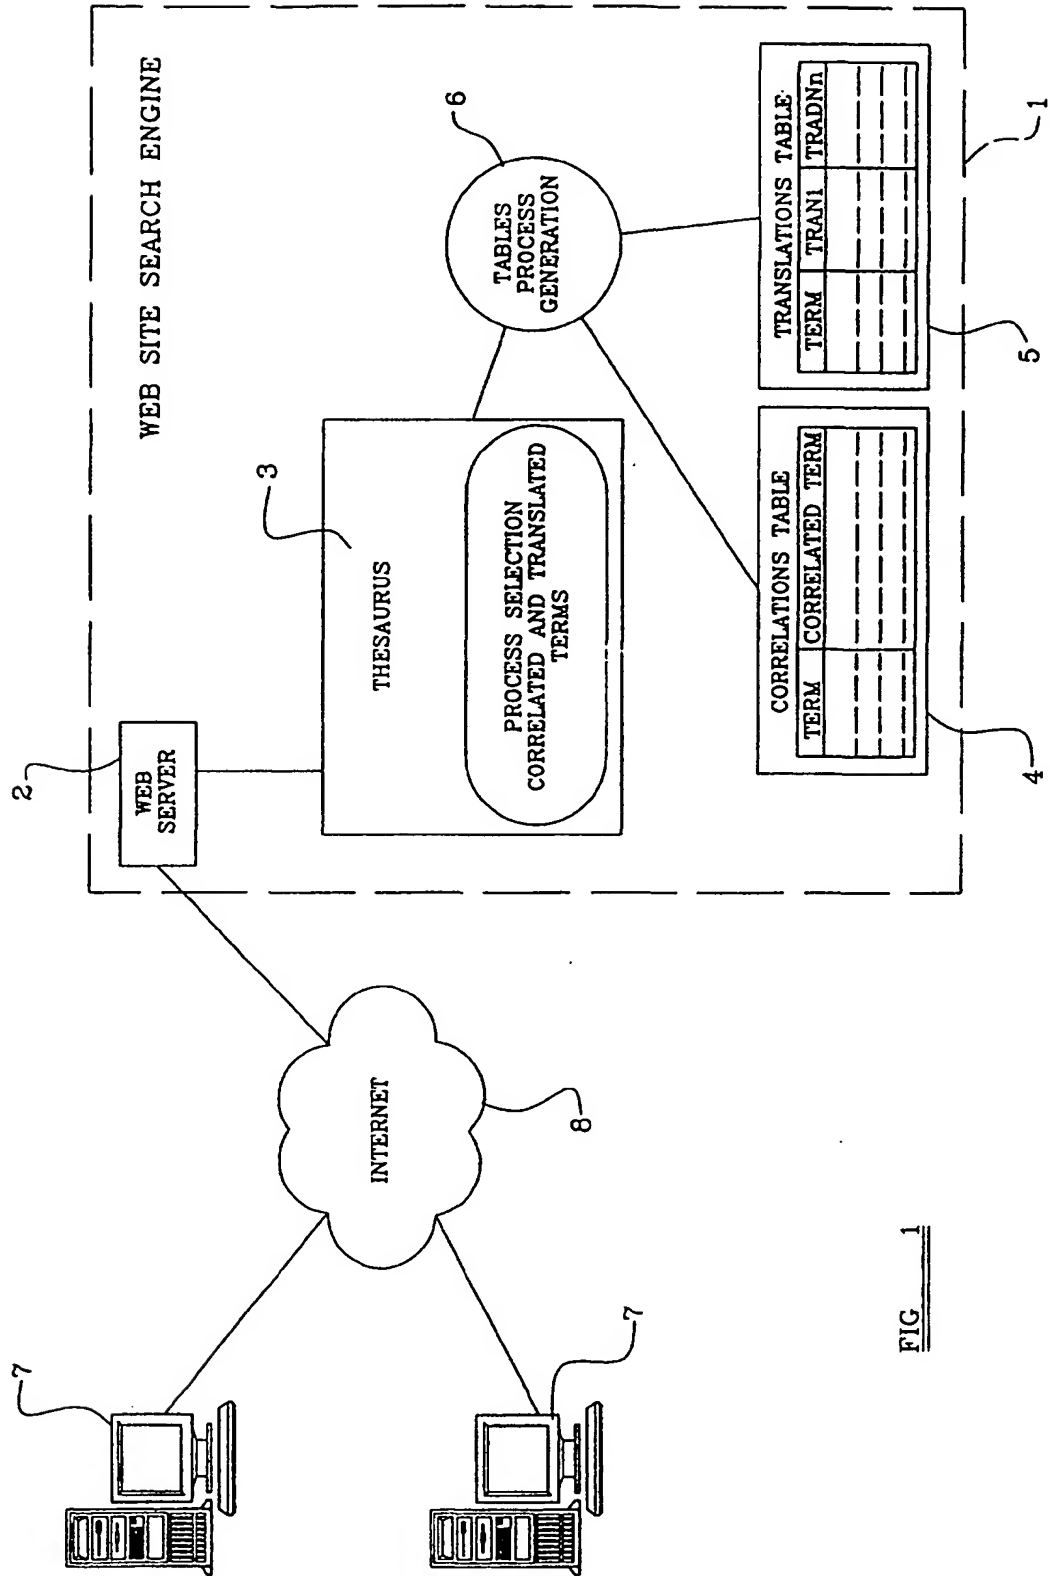 WEB SITE SEARCH ENGINE
2
WEB
SERVER
3
THESAURUS
PROCESS SELECTION
CORRELATED AND TRANSLATED
TERMS
6
TABLES
PROCESS
GENERATION
CORRELATIONS TABLE
TERM CORRELATED TERM
4
TRANSLATIONS TABLE
TERM TRAN1 TRADNn
5
1
INTERNET
8
7
7
FIG 1